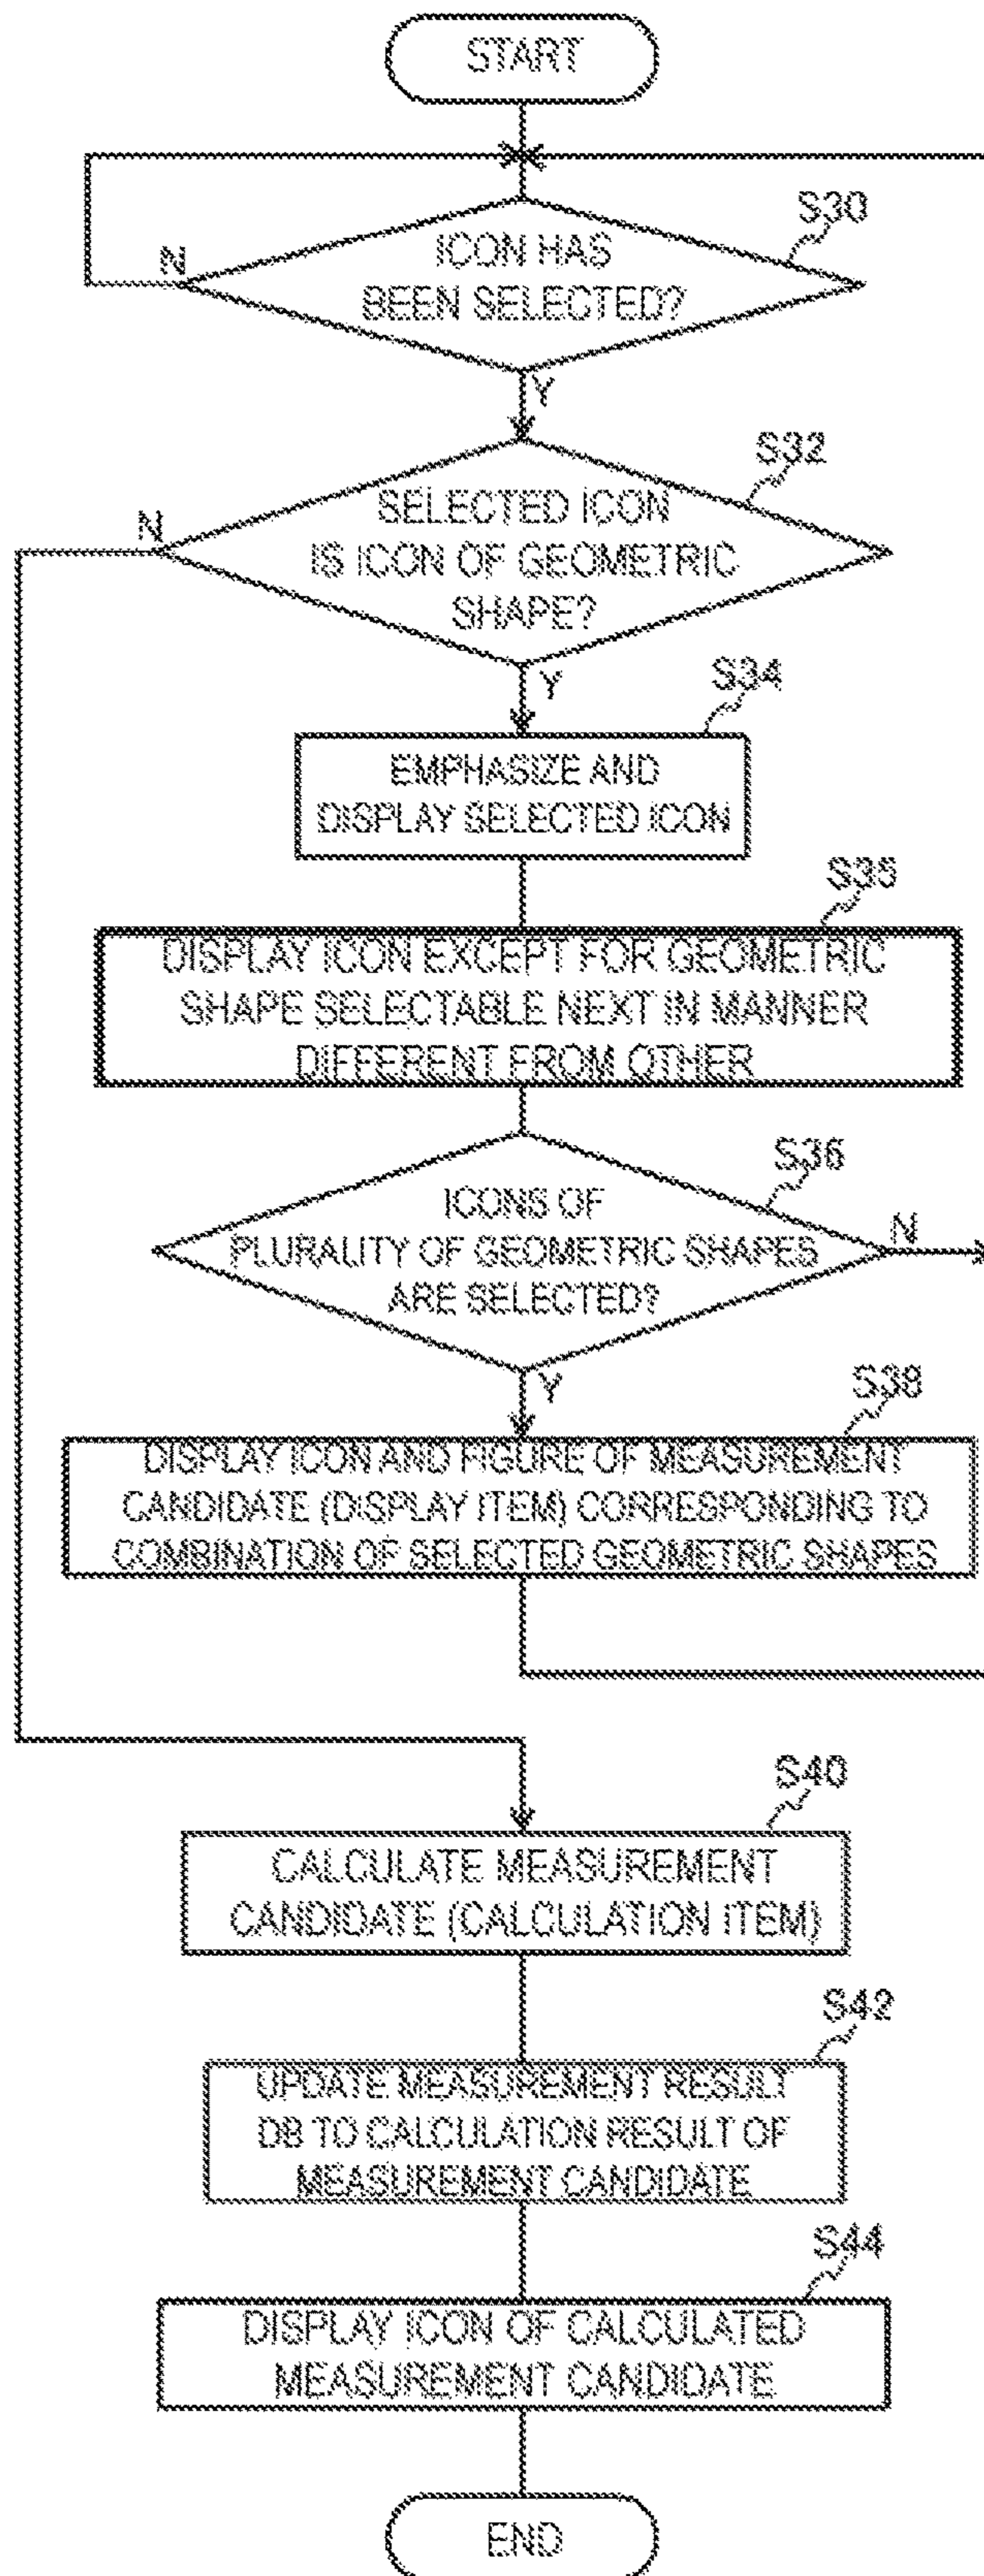 START
S30
ICON HAS
BEEN SELECTED?
N
Y
S32
SELECTED ICON
IS ICON OF GEOMETRIC
SHAPE?
N
Y
S34
EMPHASIZE AND
DISPLAY SELECTED ICON
S35
DISPLAY ICON EXCEPT FOR GEOMETRIC
SHAPE SELECTABLE NEXT IN MANNER
DIFFERENT FROM OTHER
S36
ICONS OF
PLURALITY OF GEOMETRIC SHAPES
ARE SELECTED?
N
Y
S38
DISPLAY ICON AND FIGURE OF MEASUREMENT
CANDIDATE (DISPLAY ITEM) CORRESPONDING TO
COMBINATION OF SELECTED GEOMETRIC SHAPES
S40
CALCULATE MEASUREMENT
CANDIDATE (CALCULATION ITEM)
S42
UPDATE MEASUREMENT RESULT
DB TO CALCULATION RESULT OF
MEASUREMENT CANDIDATE
S44
DISPLAY ICON OF CALCULATED
MEASUREMENT CANDIDATE
END